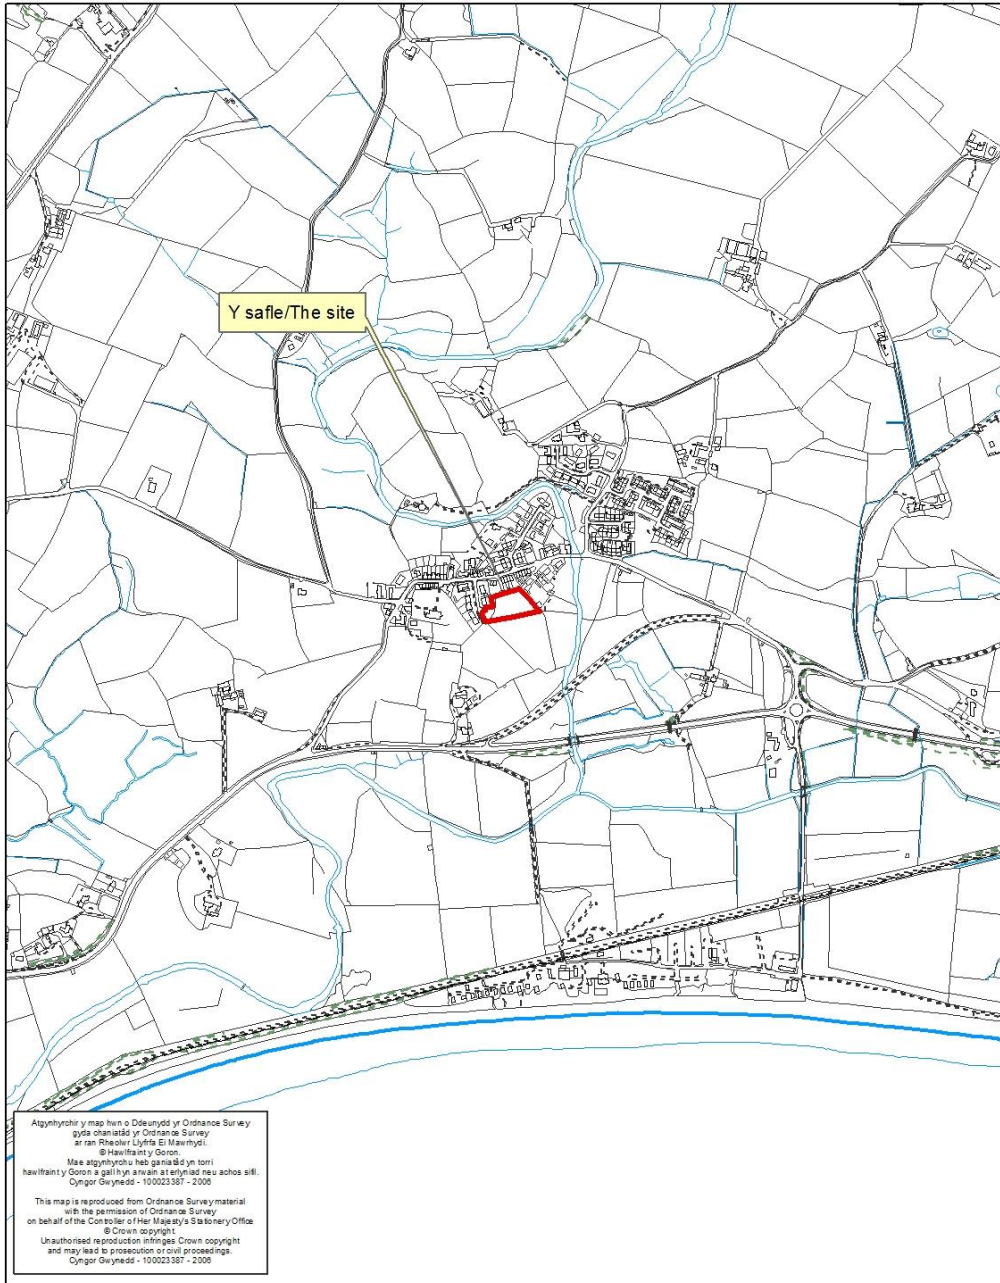 Y safle/The site
Atgynhyrchir y map hwn o Ddeunydd yr Ordnance Survey
gyda chaniatâd yr Ordnance Survey
ar ran Rheolwr Llyfrfa Ei Mawrhydi.
© Hawlfraint y Goron.
Mae atgynhyrchu heb ganiatâd yn torri
hawlfraint y Goron a gall hyn arwain at erlyniad neu achos sifil.
Cyngor Gwynedd - 100023387 - 2006
This map is reproduced from Ordnance Survey material
with the permission of Ordnance Survey
on behalf of the Controller of Her Majesty's Stationery Office
© Crown copyright.
Unauthorised reproduction infringes Crown copyright
and may lead to prosecution or civil proceedings.
Cyngor Gwynedd - 100023387 - 2006